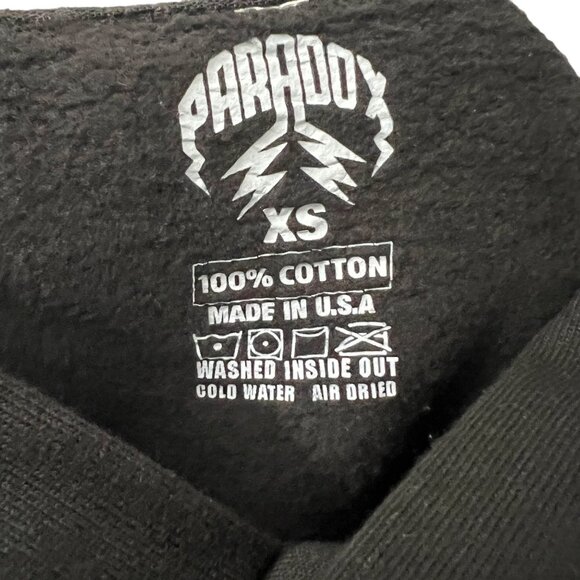 PARADOX
XS
100% COTTON
MADE IN U.S.A
WASHED INSIDE OUT
COLD WATER AIR DRIED